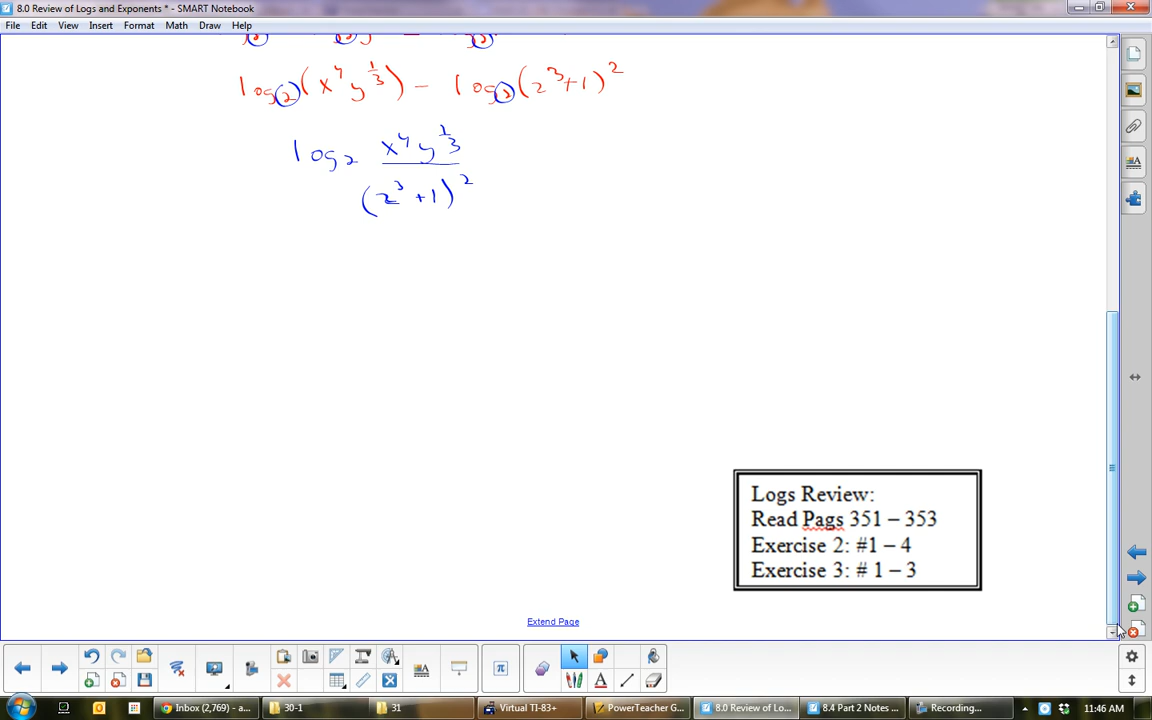 8.0 Review of Logs and Exponents * - SMART Notebook
File Edit View Insert Format Math Draw Help
log₂(x⁴y^(1/3)) − log₂(z³+1)²
log₂ x⁴y^(1/3)
(z³+1)²
Logs Review:
Read Pags 351 – 353
Exercise 2: #1 – 4
Exercise 3: # 1 – 3
Extend Page
Inbox (2,769) - a... 30-1 31 Virtual TI-83+ PowerTeacher G... 8.0 Review of Lo... 8.4 Part 2 Notes ... Recording... 11:46 AM